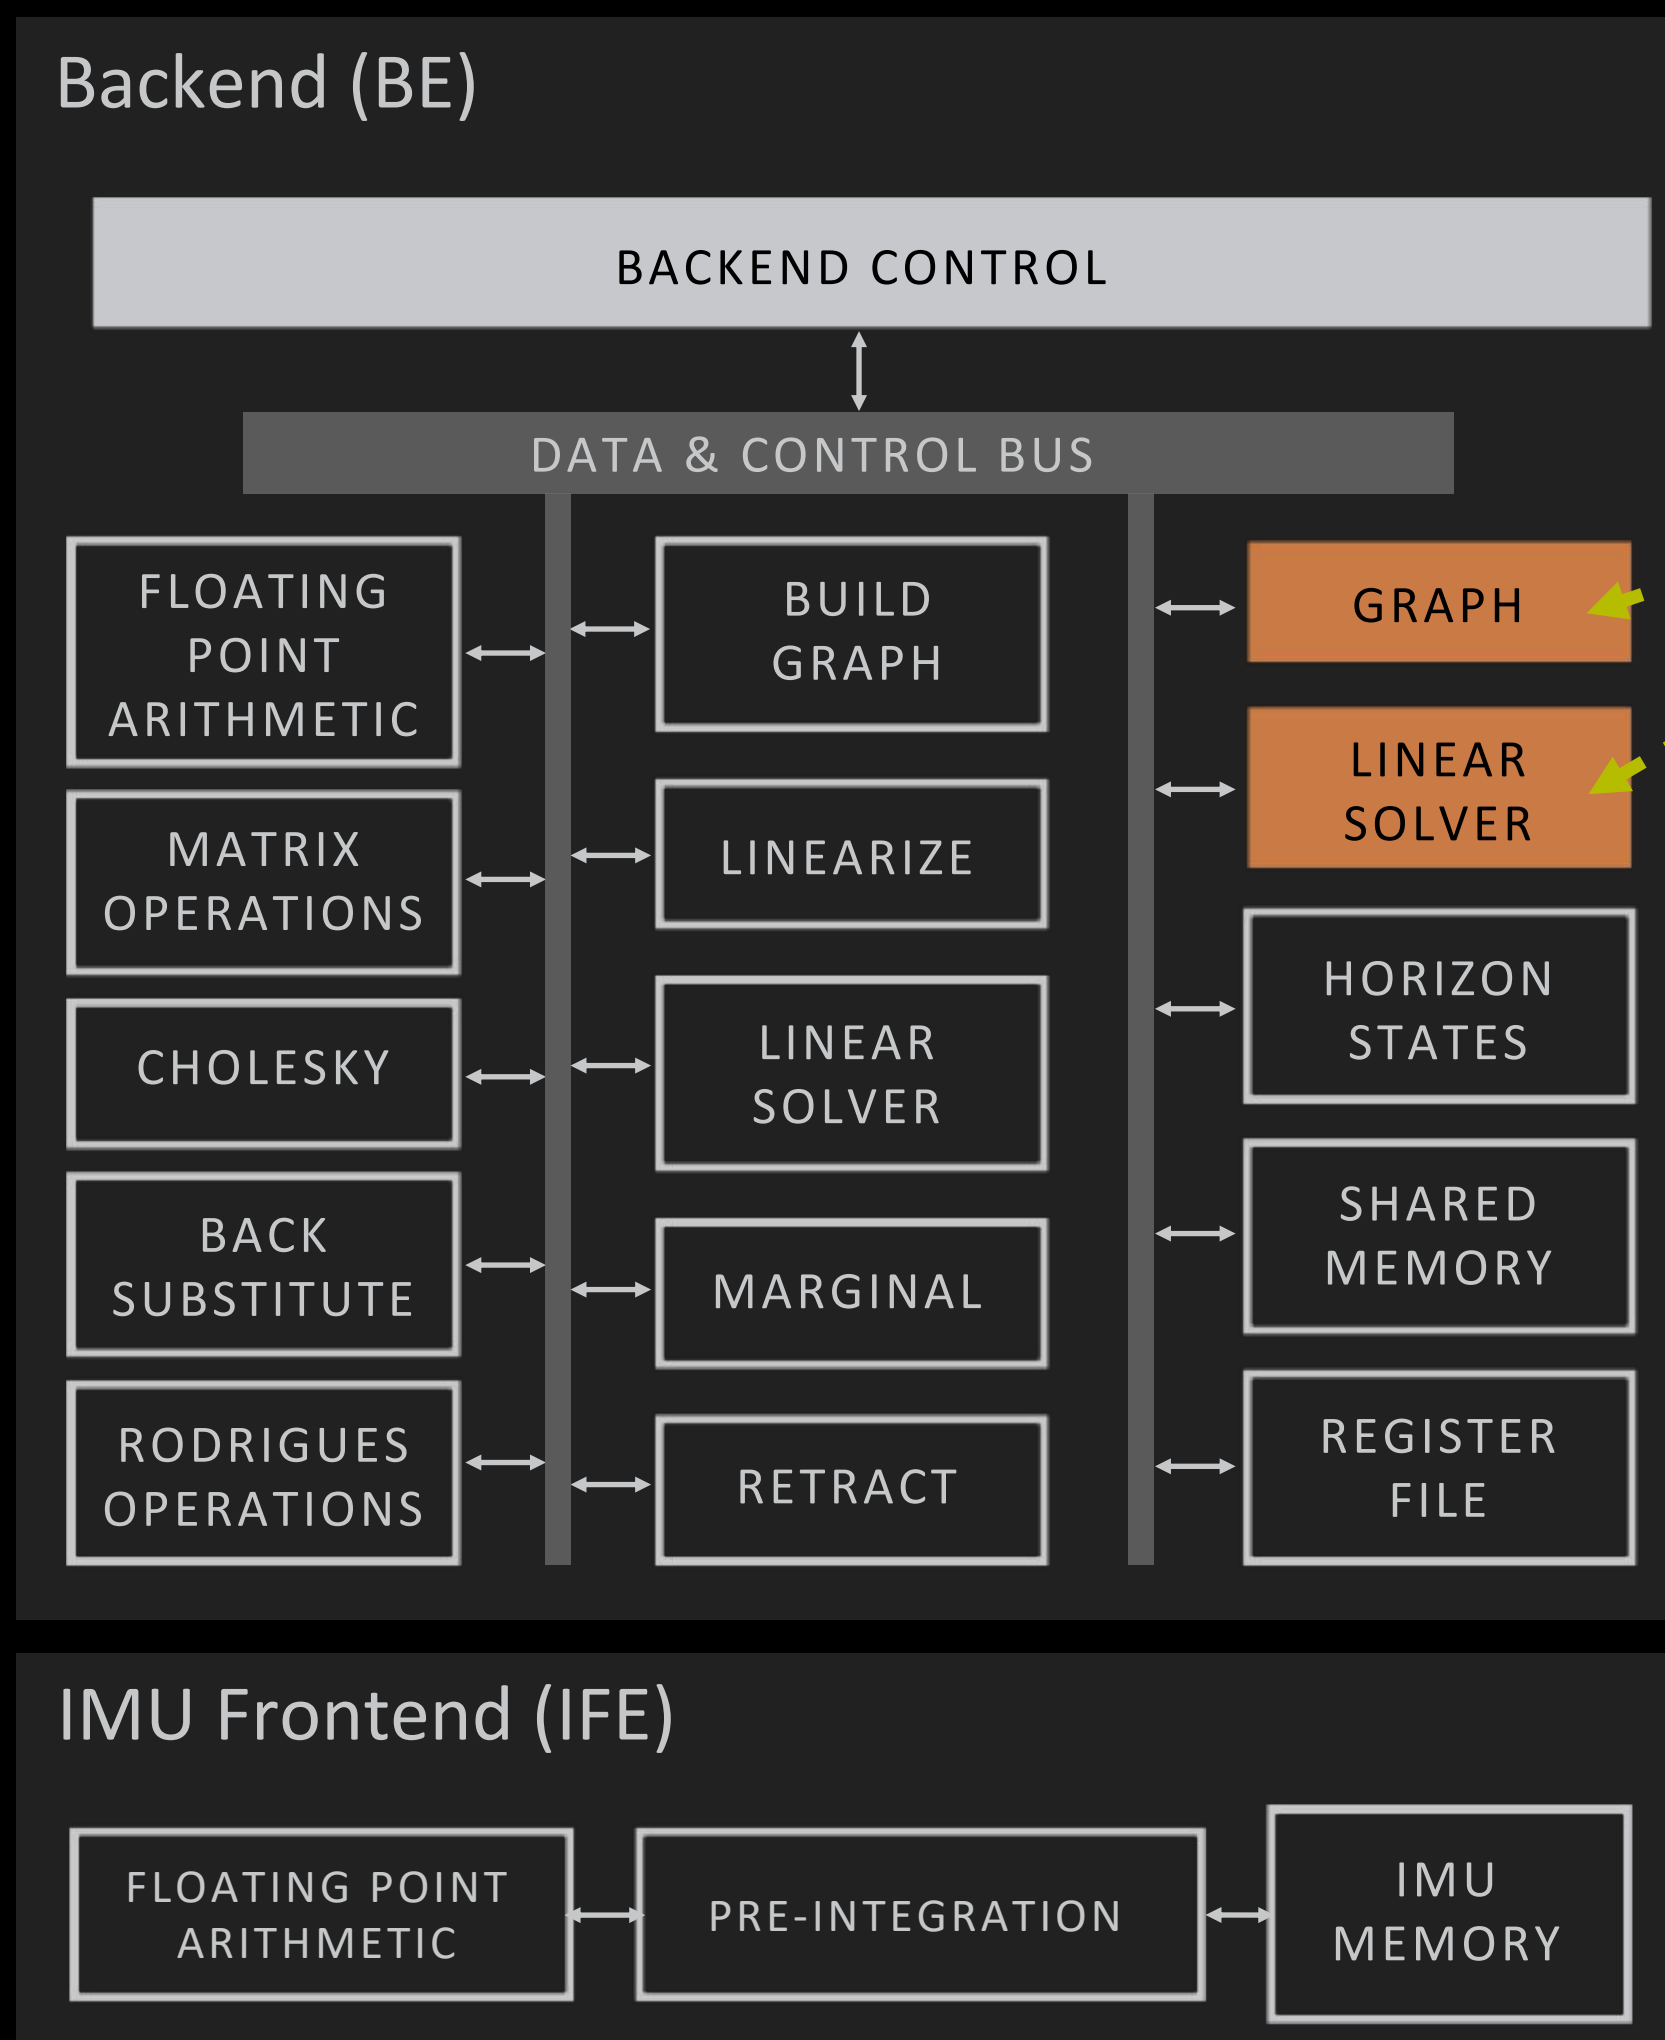 Backend (BE)
BACKEND CONTROL
DATA & CONTROL BUS
FLOATING
POINT
ARITHMETIC
MATRIX
OPERATIONS
CHOLESKY
BACK
SUBSTITUTE
RODRIGUES
OPERATIONS
BUILD
GRAPH
LINEARIZE
LINEAR
SOLVER
MARGINAL
RETRACT
GRAPH
LINEAR
SOLVER
HORIZON
STATES
SHARED
MEMORY
REGISTER
FILE
IMU Frontend (IFE)
FLOATING POINT
ARITHMETIC
PRE-INTEGRATION
IMU
MEMORY